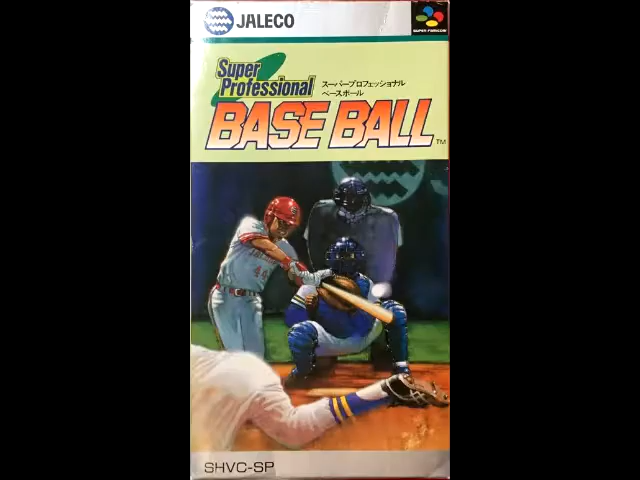 JALECO
SUPER FAMICOM
Super
Professional
スーパープロフェッショナル
ベースボール
BASE BALL
TM
44
SHVC-SP